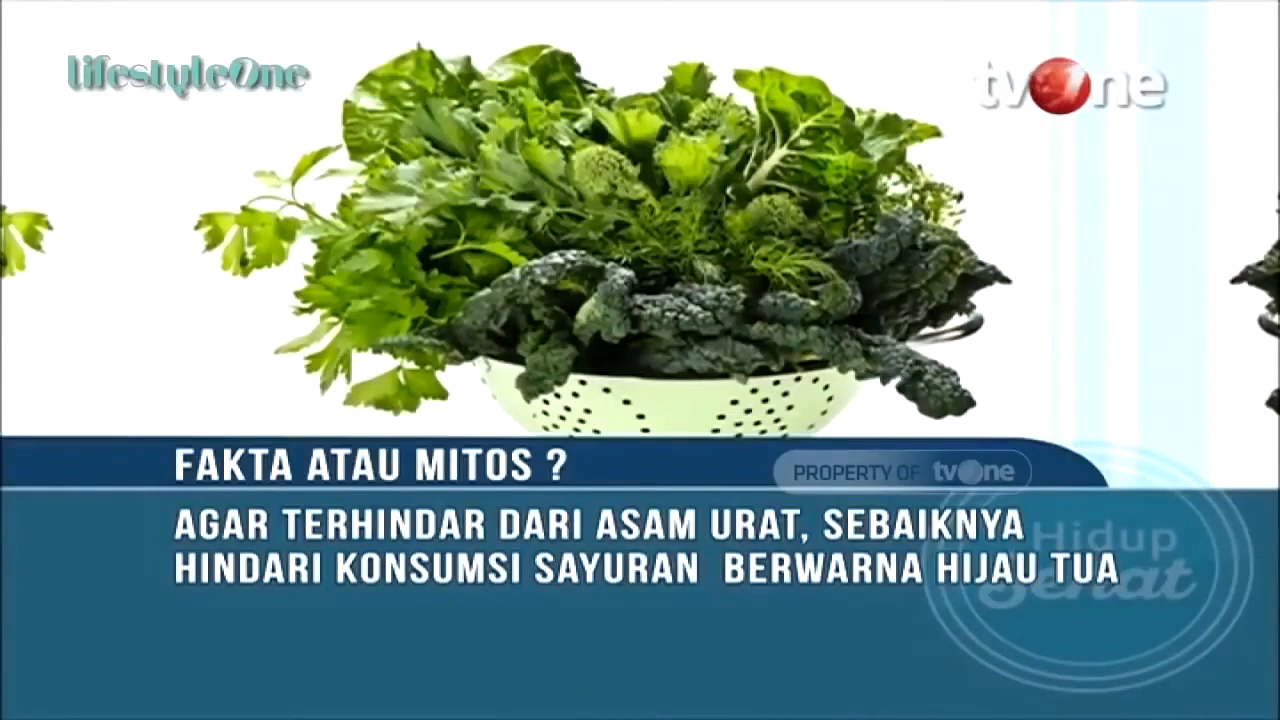 lifestyleOne
tvOne
FAKTA ATAU MITOS ?
PROPERTY OF tvOne
AGAR TERHINDAR DARI ASAM URAT, SEBAIKNYA
HINDARI KONSUMSI SAYURAN BERWARNA HIJAU TUA
Hidup
Sehat